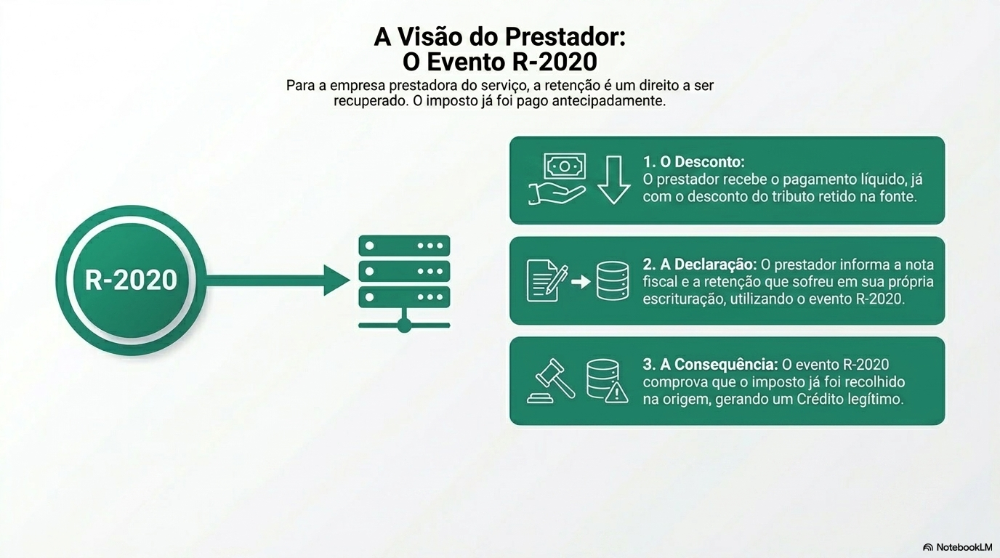 A Visão do Prestador:
O Evento R-2020
Para a empresa prestadora do serviço, a retenção é um direito a ser
recuperado. O imposto já foi pago antecipadamente.
R-2020
1. O Desconto:
O prestador recebe o pagamento líquido, já
com o desconto do tributo retido na fonte.
2. A Declaração: O prestador informa a nota
fiscal e a retenção que sofreu em sua própria
escrituração, utilizando o evento R-2020.
3. A Consequência: O evento R-2020
comprova que o imposto já foi recolhido
na origem, gerando um Crédito legítimo.
NotebookLM